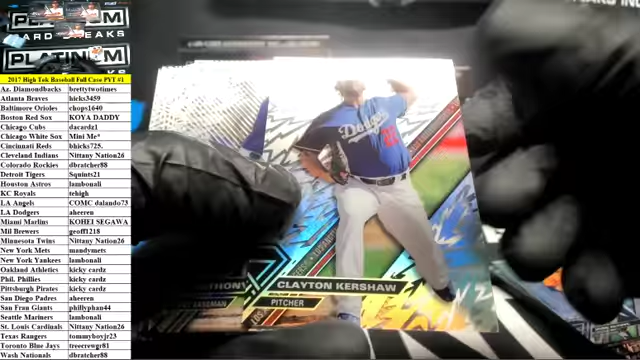 PLATINUM
CARD BREAKS
PLATINUM
2017 High Tek Baseball Full Case PYT #1
Az. Diamondbacks brettytwotimes
Atlanta Braves hicks3459
Baltimore Orioles chops1640
Boston Red Sox KOYA DADDY
Chicago Cubs dacardz1
Chicago White Sox Mini Me*
Cincinnati Reds bhicks725.
Cleveland Indians Nittany Nation26
Colorado Rockies dbratcher88
Detroit Tigers Squints21
Houston Astros lambonali
KC Royals tehigh
LA Angels COMC dalando73
LA Dodgers aheeren
Miami Marlins KOHEI SEGAWA
Mil Brewers geoff1218
Minnesota Twins Nittany Nation26
New York Mets mandymets
New York Yankees lambonali
Oakland Athletics kicky cardz
Phil. Phillies kicky cardz
Pittsburgh Pirates kicky cardz
San Diego Padres aheeren
San Fran Giants phillyphan44
Seattle Mariners lambonali
St. Louis Cardinals Nittany Nation26
Texas Rangers tommyboyjr23
Toronto Blue Jays treecrewgr81
Wash Nationals dbratcher88
Dodgers
CLAYTON KERSHAW
PITCHER